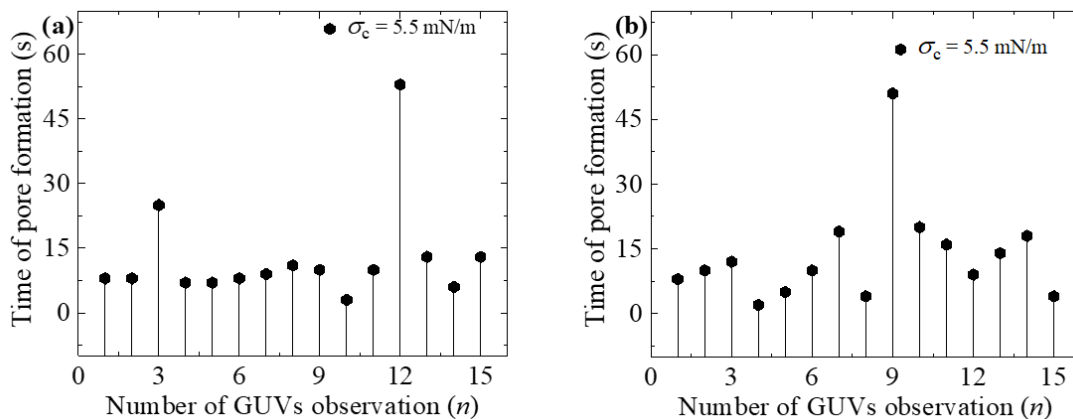 (a)
σc = 5.5 mN/m
Time of pore formation (s)
60
45
30
15
0
0 3 6 9 12 15
Number of GUVs observation (n)
(b)
σc = 5.5 mN/m
Time of pore formation (s)
60
45
30
15
0
0 3 6 9 12 15
Number of GUVs observation (n)